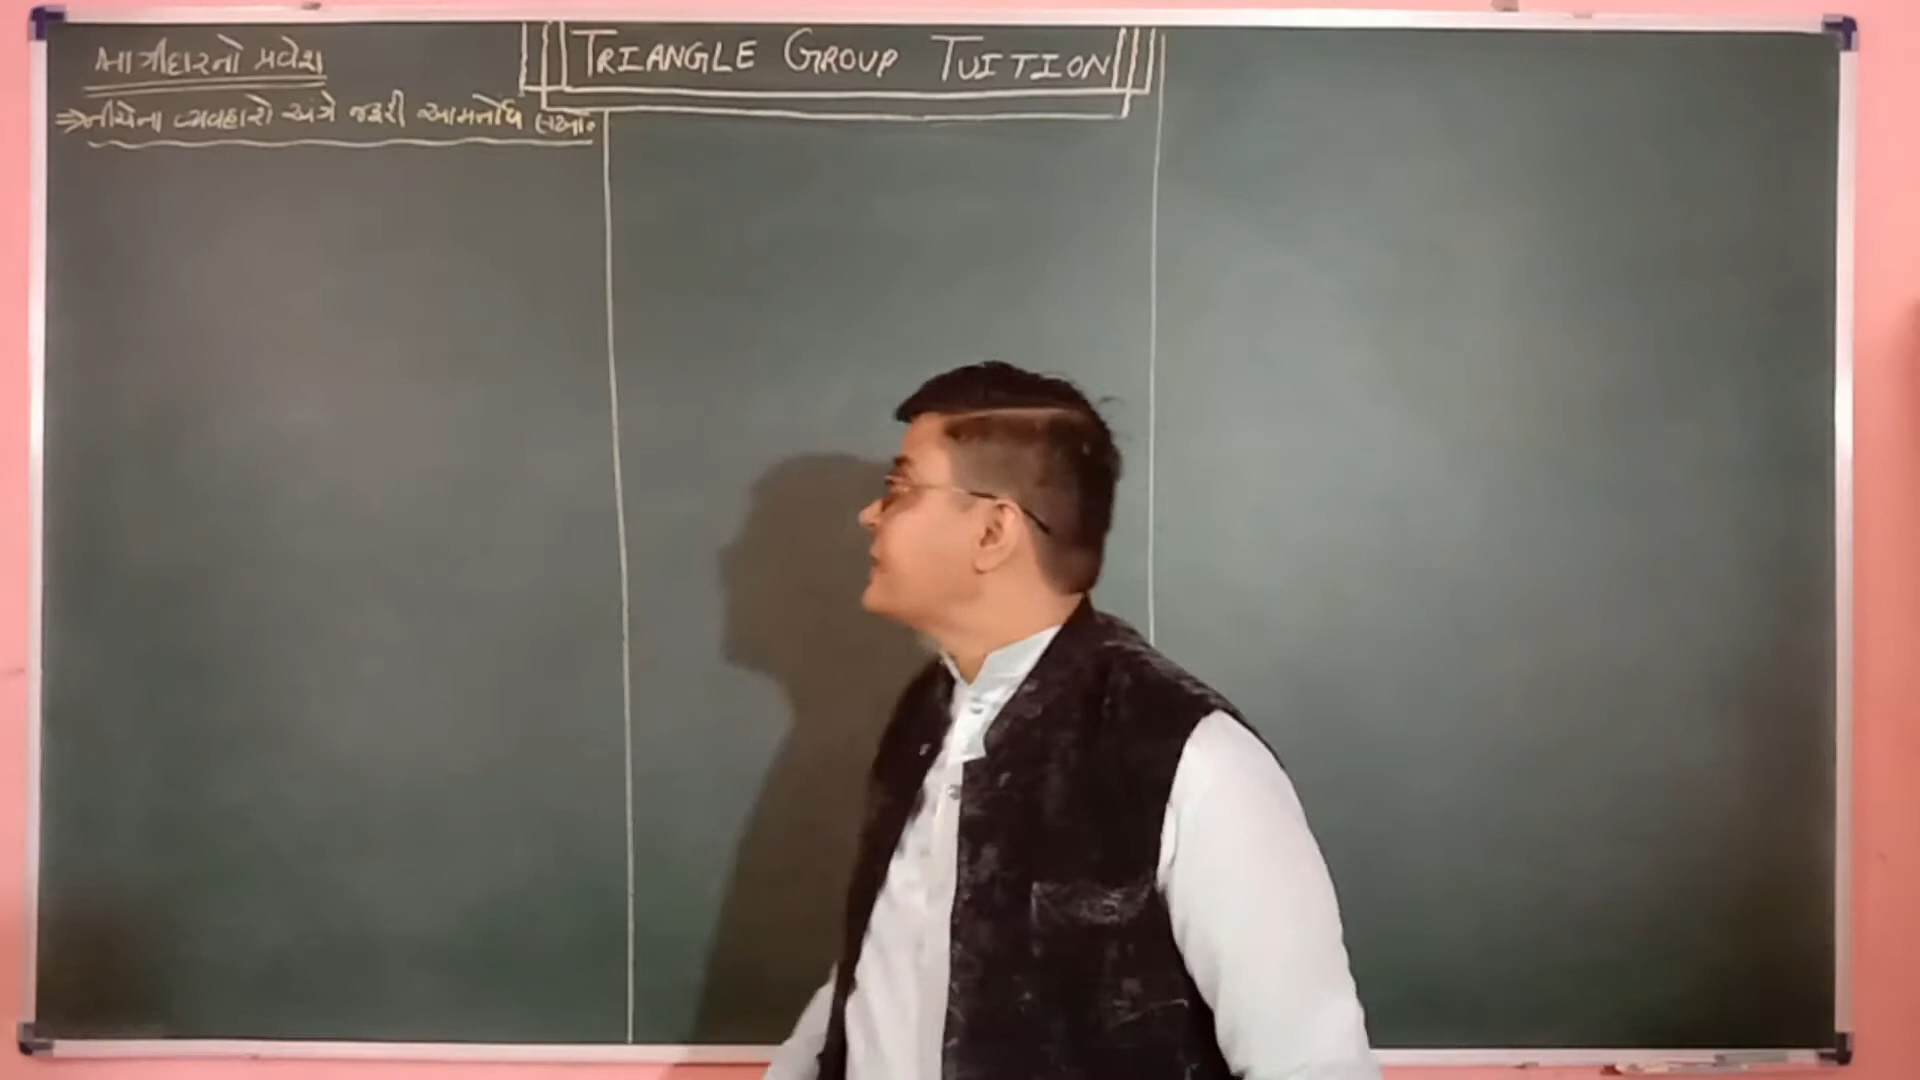 ભાગીદારનો પ્રવેશ
TRIANGLE GROUP TUITION
⇒ નીચેના વ્યવહારો અંગે જરૂરી આમનોંધ લખો.